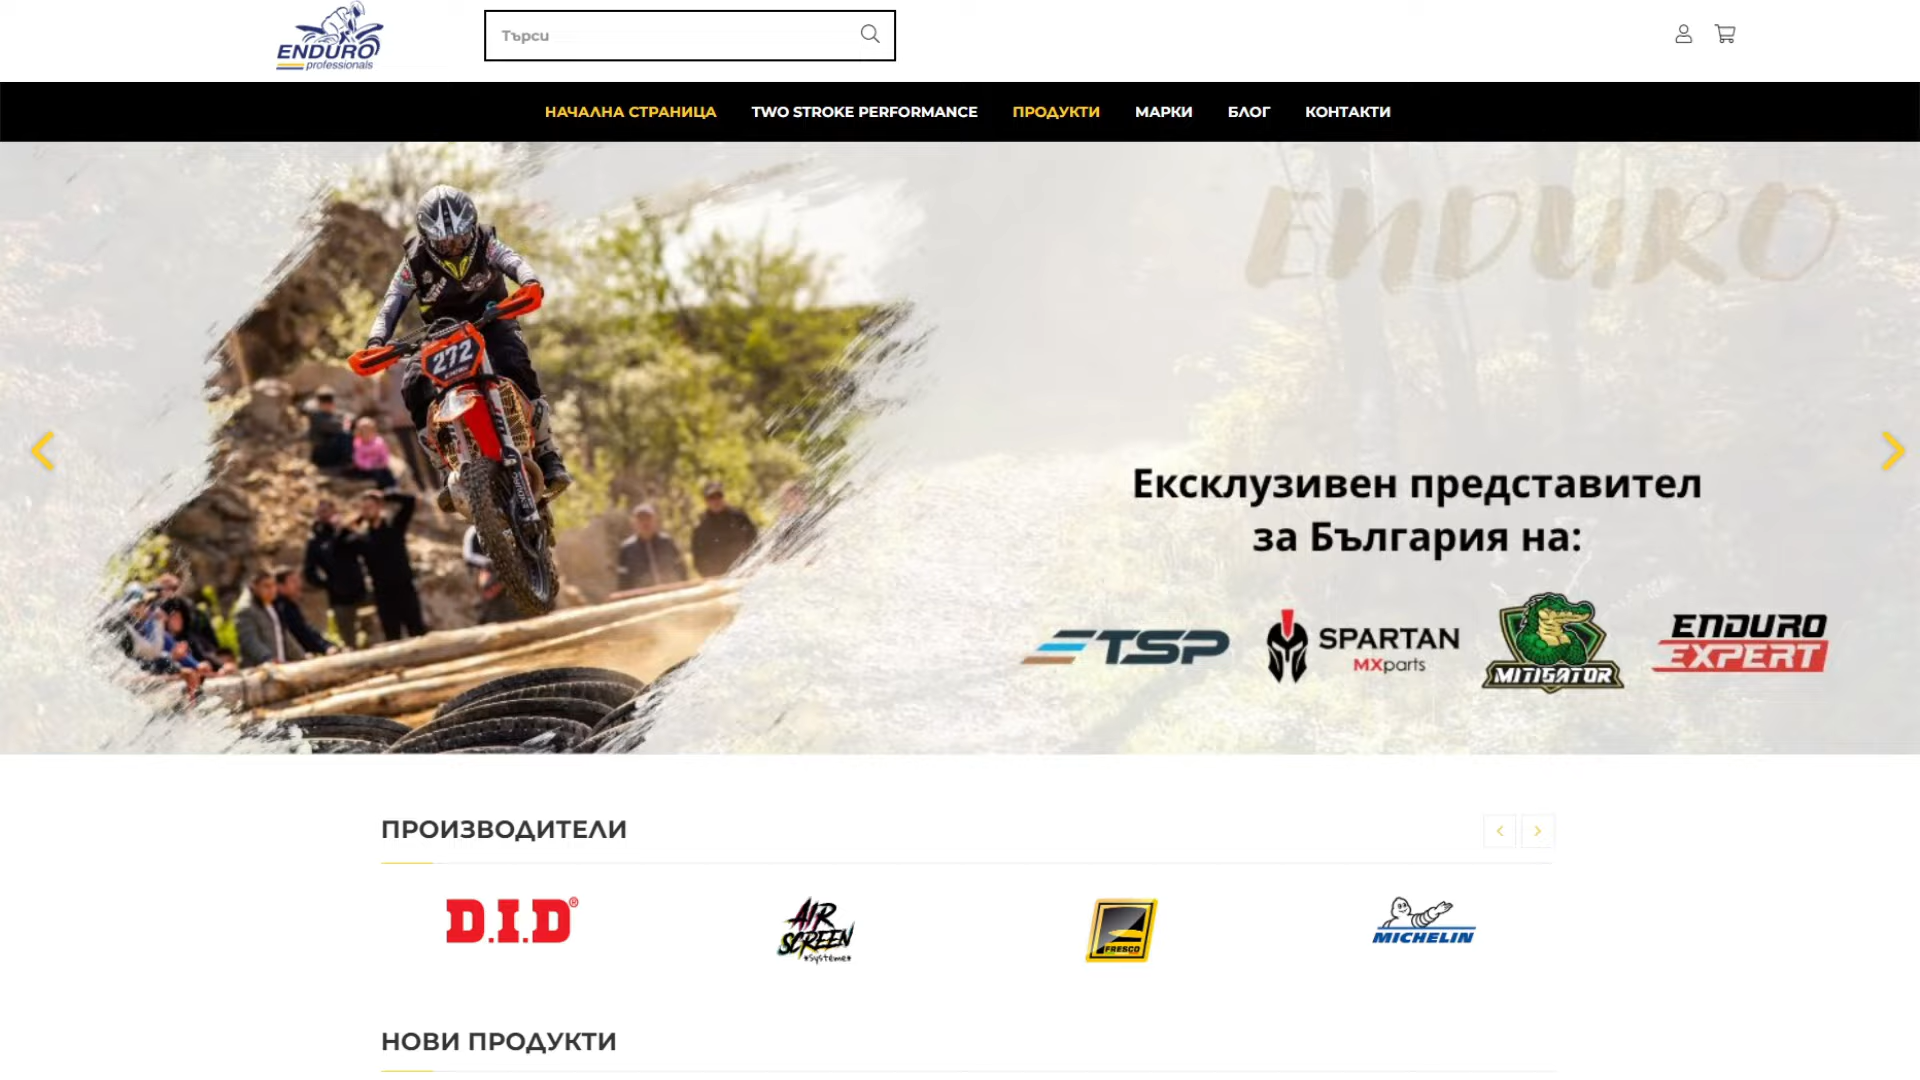 ENDURO
professionals
Търси
НАЧАЛНА СТРАНИЦА
TWO STROKE PERFORMANCE
ПРОДУКТИ
МАРКИ
БЛОГ
КОНТАКТИ
ENDURO
272
Ексклузивен представител
за България на:
TSP
SPARTAN
MXparts
MITIGATOR
ENDURO
EXPERT
ПРОИЗВОДИТЕЛИ
D.I.D®
AIR
SCREEN
*Système*
FRESCO
MICHELIN
НОВИ ПРОДУКТИ